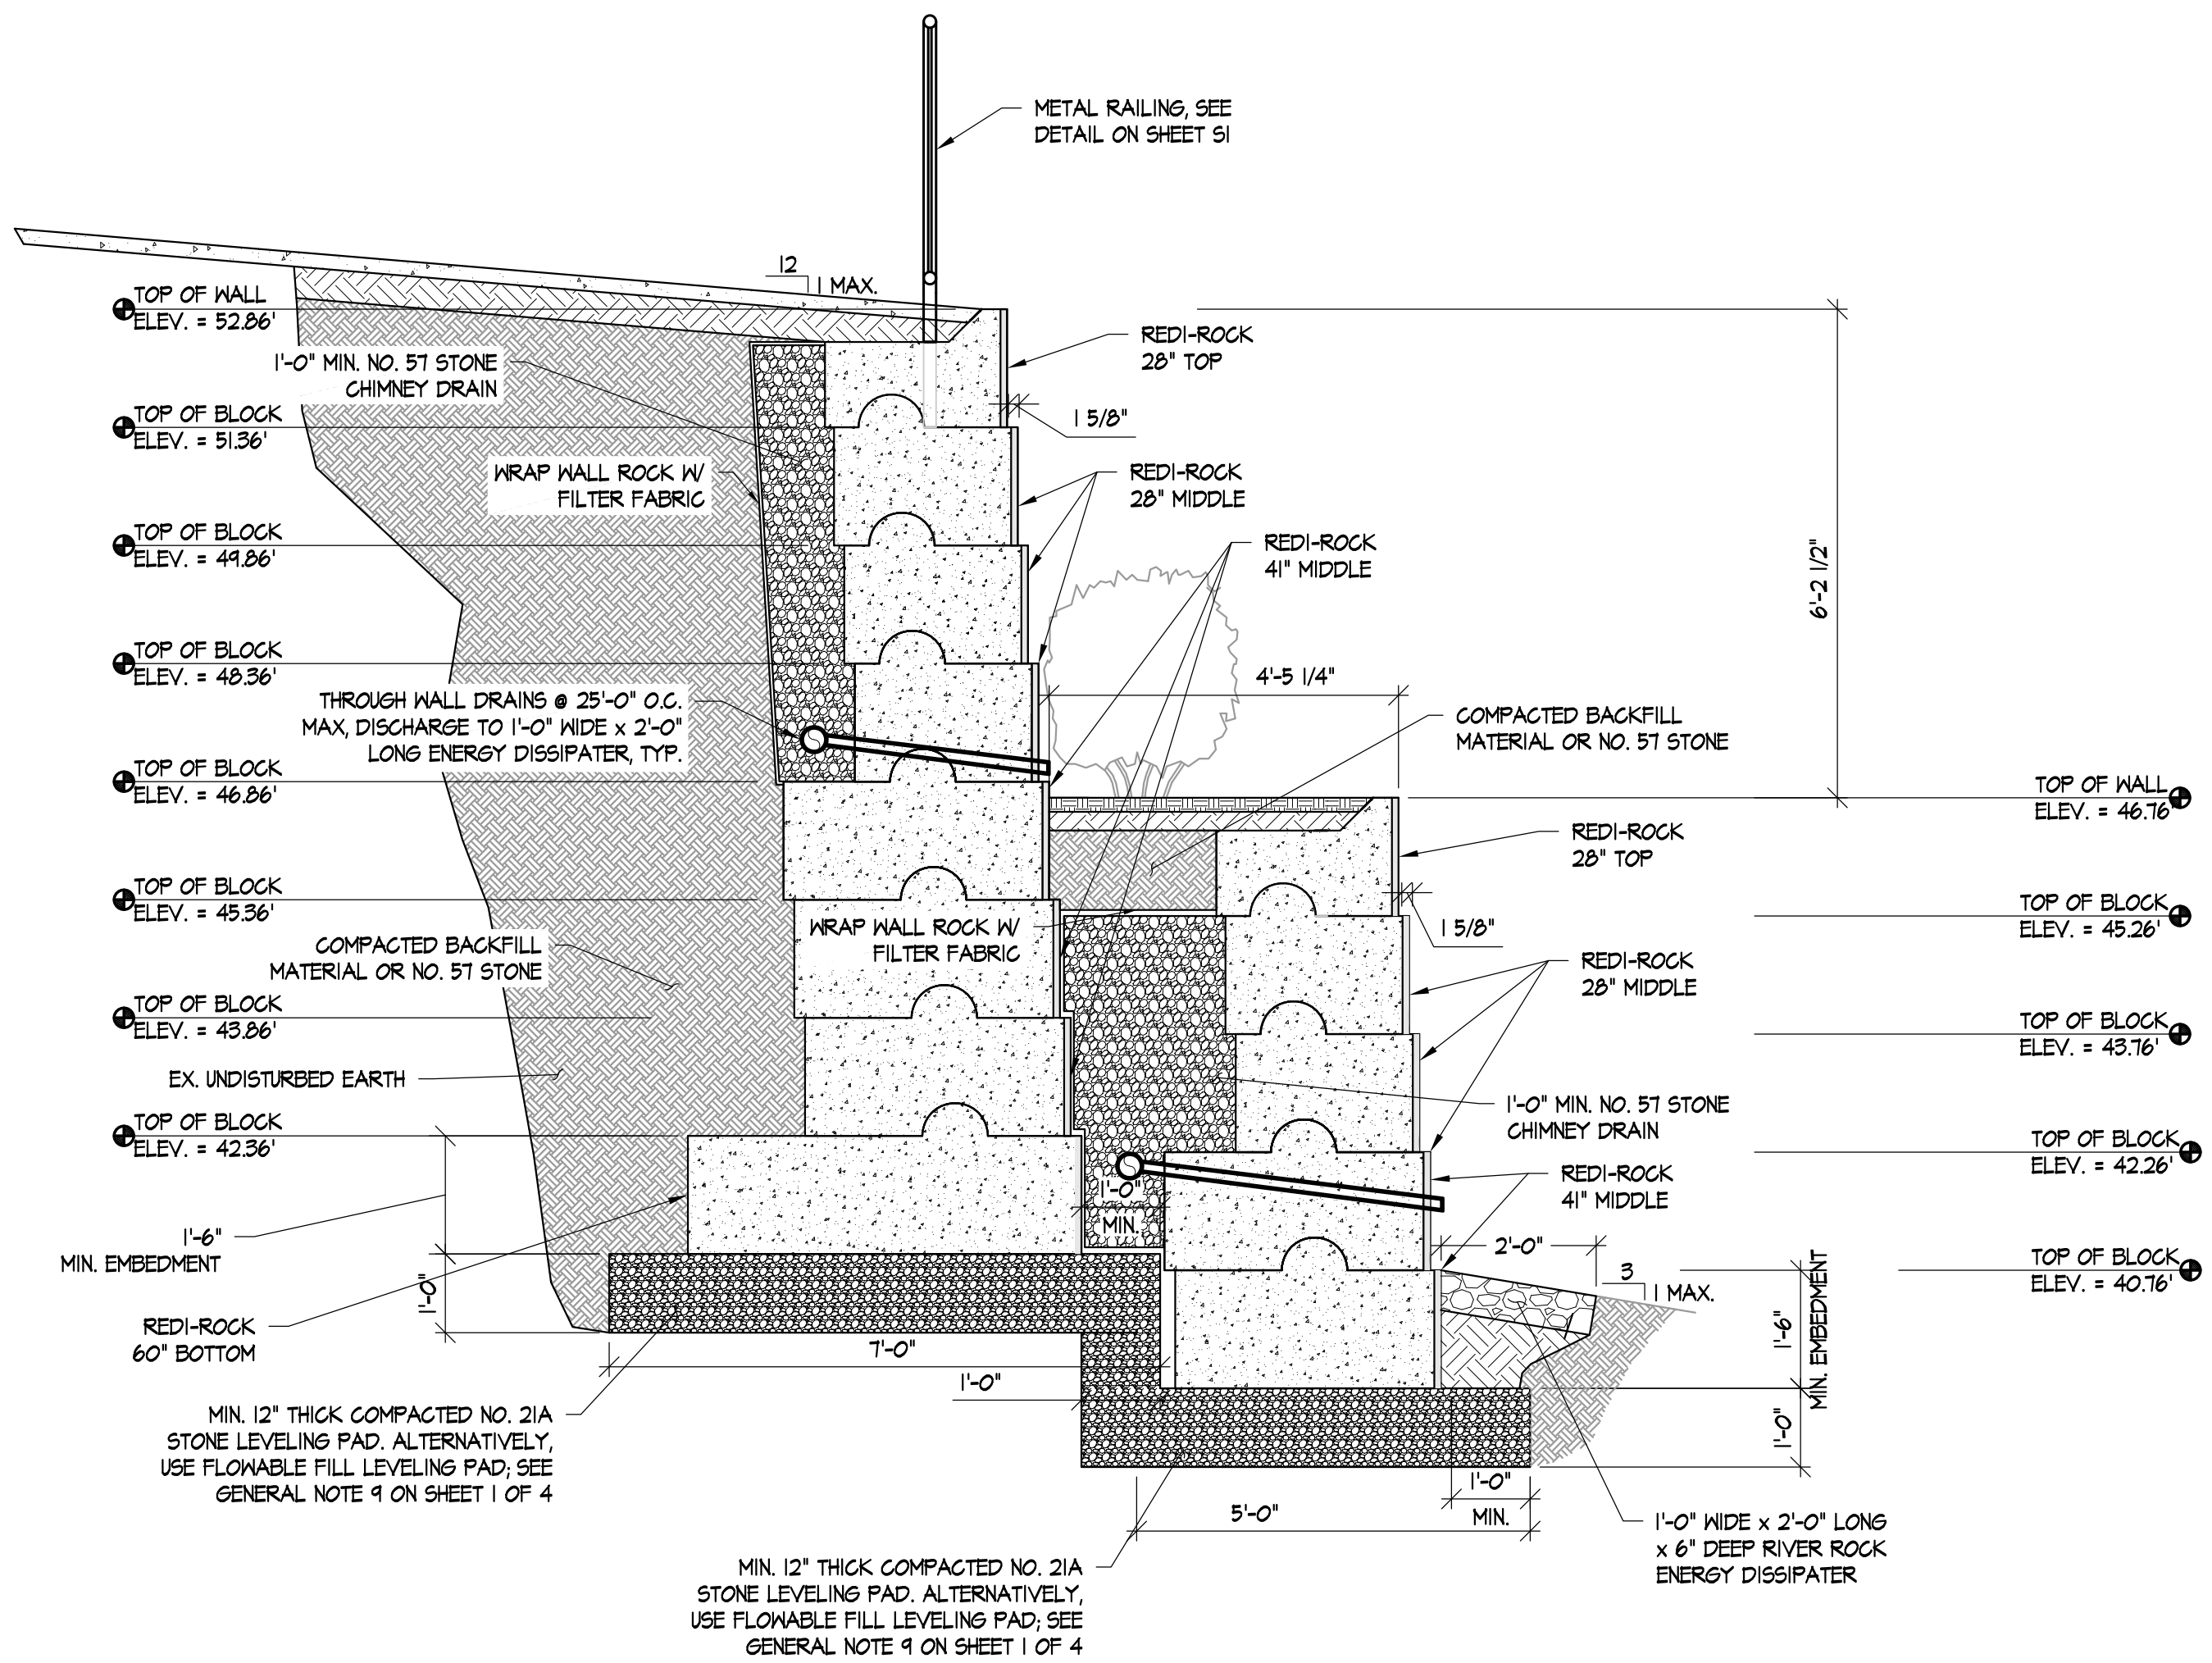 METAL RAILING, SEE
DETAIL ON SHEET S1
12
1 MAX.
TOP OF WALL
ELEV. = 52.86'
1'-0" MIN. NO. 57 STONE
CHIMNEY DRAIN
REDI-ROCK
28" TOP
TOP OF BLOCK
ELEV. = 51.36'
1 5/8"
WRAP WALL ROCK W/
FILTER FABRIC
REDI-ROCK
28" MIDDLE
TOP OF BLOCK
ELEV. = 49.86'
REDI-ROCK
41" MIDDLE
6'-2 1/2"
TOP OF BLOCK
ELEV. = 48.36'
THROUGH WALL DRAINS @ 25'-0" O.C.
MAX, DISCHARGE TO 1'-0" WIDE x 2'-0"
LONG ENERGY DISSIPATER, TYP.
4'-5 1/4"
COMPACTED BACKFILL
MATERIAL OR NO. 57 STONE
TOP OF BLOCK
ELEV. = 46.86'
TOP OF WALL
ELEV. = 46.76'
REDI-ROCK
28" TOP
TOP OF BLOCK
ELEV. = 45.36'
TOP OF BLOCK
ELEV. = 45.26'
WRAP WALL ROCK W/
FILTER FABRIC
1 5/8"
COMPACTED BACKFILL
MATERIAL OR NO. 57 STONE
REDI-ROCK
28" MIDDLE
TOP OF BLOCK
ELEV. = 43.86'
TOP OF BLOCK
ELEV. = 43.76'
EX. UNDISTURBED EARTH
1'-0" MIN. NO. 57 STONE
CHIMNEY DRAIN
TOP OF BLOCK
ELEV. = 42.36'
TOP OF BLOCK
ELEV. = 42.26'
REDI-ROCK
41" MIDDLE
1'-0"
MIN.
1'-6"
MIN. EMBEDMENT
2'-0"
3
1 MAX.
TOP OF BLOCK
ELEV. = 40.76'
1'-0"
1'-6"
MIN. EMBEDMENT
REDI-ROCK
60" BOTTOM
7'-0"
1'-0"
1'-0"
MIN. 12" THICK COMPACTED NO. 21A
STONE LEVELING PAD. ALTERNATIVELY,
USE FLOWABLE FILL LEVELING PAD; SEE
GENERAL NOTE 9 ON SHEET 1 OF 4
1'-0"
MIN.
5'-0"
1'-0" WIDE x 2'-0" LONG
x 6" DEEP RIVER ROCK
ENERGY DISSIPATER
MIN. 12" THICK COMPACTED NO. 21A
STONE LEVELING PAD. ALTERNATIVELY,
USE FLOWABLE FILL LEVELING PAD; SEE
GENERAL NOTE 9 ON SHEET 1 OF 4